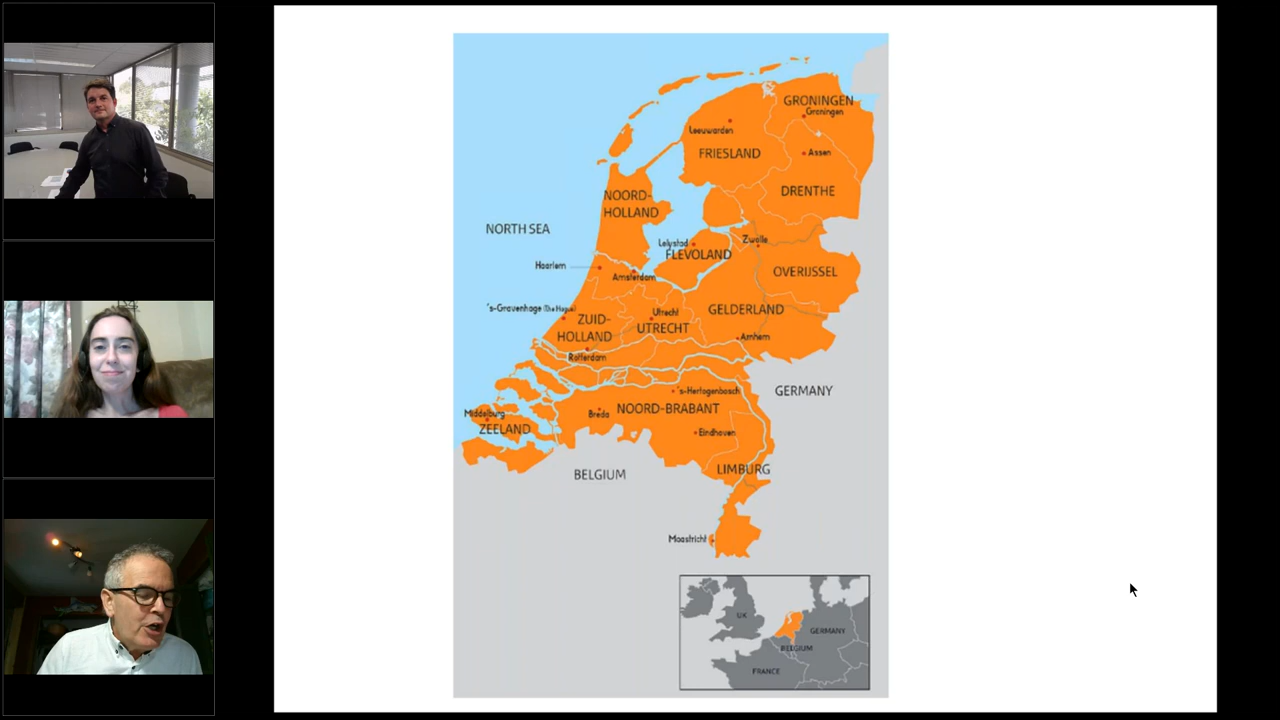 GRONINGEN
Groningen
Leeuwarden
FRIESLAND
Assen
DRENTHE
NOORD-
HOLLAND
NORTH SEA
Lelystad
FLEVOLAND
Zwolle
Haarlem
Amsterdam
OVERIJSSEL
's-Gravenhage (The Hague)
ZUID-
HOLLAND
Utrecht
UTRECHT
GELDERLAND
Arnhem
Rotterdam
's-Hertogenbosch
GERMANY
Middelburg
ZEELAND
Breda
NOORD-BRABANT
Eindhoven
BELGIUM
LIMBURG
Maastricht
UK
GERMANY
BELGIUM
FRANCE